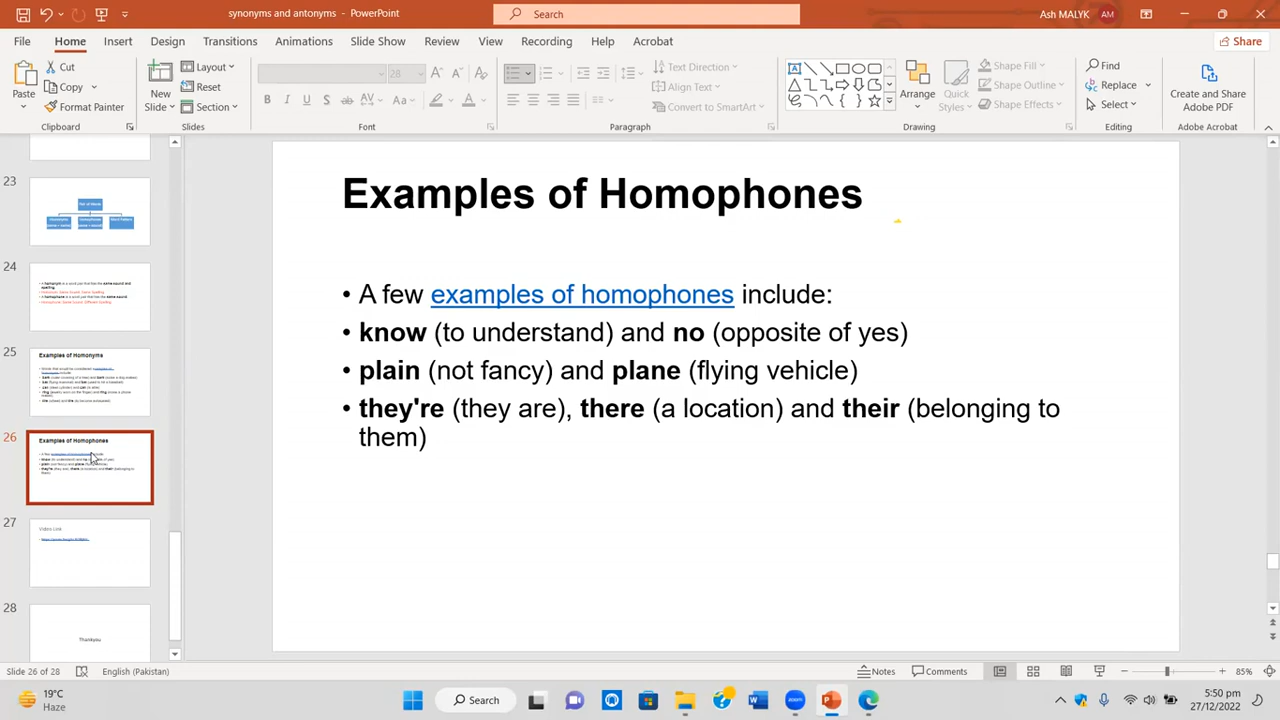 synonyms and antonyms - PowerPoint
Search
Ash MALYK
AM
File Home Insert Design Transitions Animations Slide Show Review View Recording Help Acrobat
Share
Paste
Cut
Copy
Format Painter
Clipboard
New
Slide
Layout
Reset
Section
Slides
28
Font
Text Direction
Align Text
Convert to SmartArt
Paragraph
Arrange
Quick
Styles
Shape Fill
Shape Outline
Shape Effects
Drawing
Find
Replace
Select
Editing
Create and Share
Adobe PDF
Adobe Acrobat
23
24
25
Examples of Homonyms
26
Examples of Homophones
27
Video Link
28
Thankyou
Examples of Homophones
• A few examples of homophones include:
• know (to understand) and no (opposite of yes)
• plain (not fancy) and plane (flying vehicle)
• they're (they are), there (a location) and their (belonging to
them)
Slide 26 of 28
English (Pakistan)
Notes
Comments
85%
19°C
Haze
Search
zoom
5:50 pm
27/12/2022